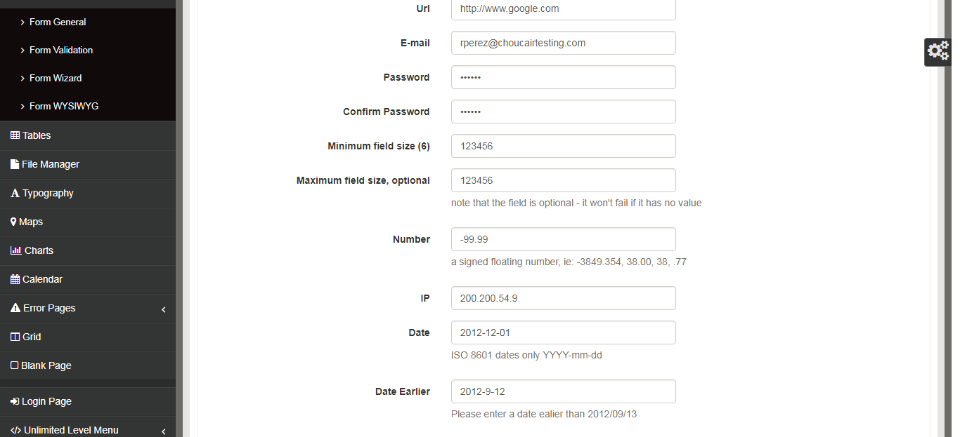 Form General
Form Validation
Form Wizard
Form WYSIWYG
Tables
File Manager
Typography
Maps
Charts
Calendar
Error Pages
Grid
Blank Page
Login Page
Unlimited Level Menu
Url http://www.google.com
E-mail rperez@choucairtesting.com
Password ••••••
Confirm Password ••••••
Minimum field size (6) 123456
Maximum field size, optional 123456
note that the field is optional - it won't fail if it has no value
Number -99.99
a signed floating number, ie: -3849.354, 38.00, 38, .77
IP 200.200.54.9
Date 2012-12-01
ISO 8601 dates only YYYY-mm-dd
Date Earlier 2012-9-12
Please enter a date ealier than 2012/09/13